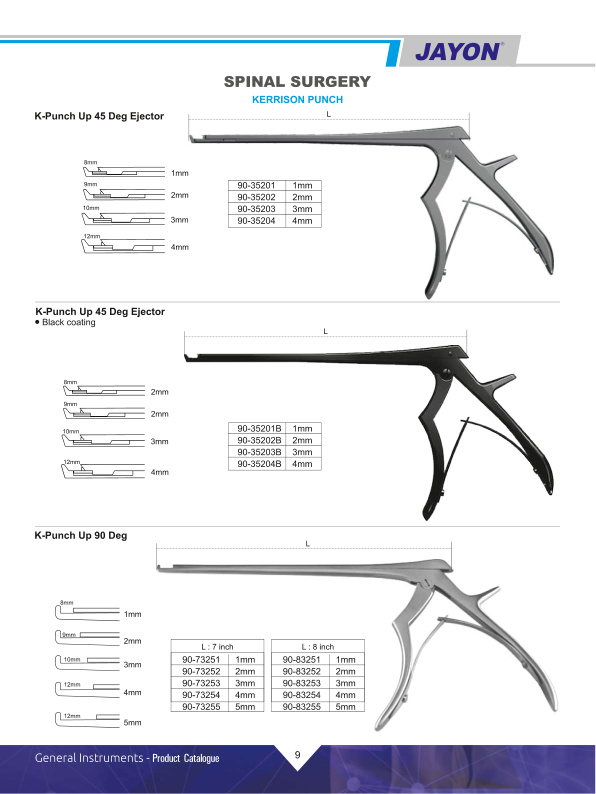 JAYON®
SPINAL SURGERY
KERRISON PUNCH
K-Punch Up 45 Deg Ejector
L
8mm
1mm
9mm
2mm
10mm
3mm
12mm
4mm
90-35201 1mm
90-35202 2mm
90-35203 3mm
90-35204 4mm
K-Punch Up 45 Deg Ejector
● Black coating
L
8mm
2mm
9mm
2mm
10mm
3mm
12mm
4mm
90-35201B 1mm
90-35202B 2mm
90-35203B 3mm
90-35204B 4mm
K-Punch Up 90 Deg
L
8mm
1mm
9mm
2mm
10mm
3mm
12mm
4mm
12mm
5mm
L : 7 inch
90-73251 1mm
90-73252 2mm
90-73253 3mm
90-73254 4mm
90-73255 5mm
L : 8 inch
90-83251 1mm
90-83252 2mm
90-83253 3mm
90-83254 4mm
90-83255 5mm
General Instruments - Product Catalogue
9